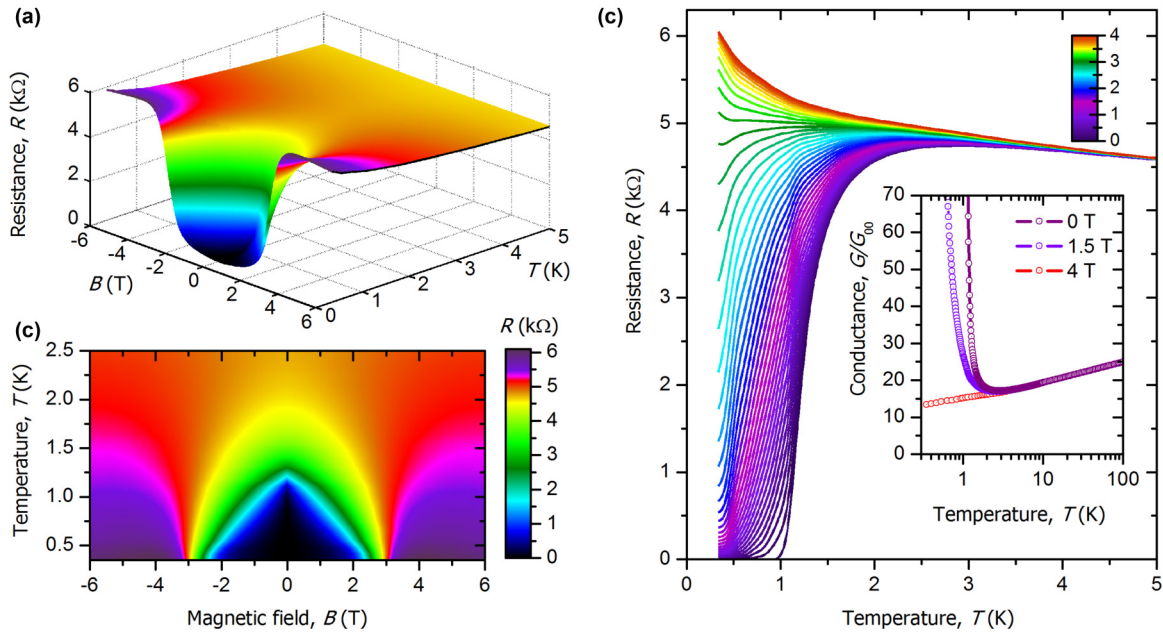 (a)
Resistance, R (kΩ)
6
4
2
0
-6
-4
-2
0
2
4
6
B (T)
0
1
2
3
4
5
T (K)
(c)
R (kΩ)
Temperature, T (K)
2.5
2.0
1.5
1.0
0.5
-6 -4 -2 0 2 4 6
Magnetic field, B (T)
6
5
4
3
2
1
0
(c)
Resistance, R (kΩ)
6
5
4
3
2
1
0
0 1 2 3 4 5
Temperature, T (K)
4
3
2
1
0
Conductance, G/G00
70
60
50
40
30
20
10
0
0 T
1.5 T
4 T
1 10 100
Temperature, T (K)